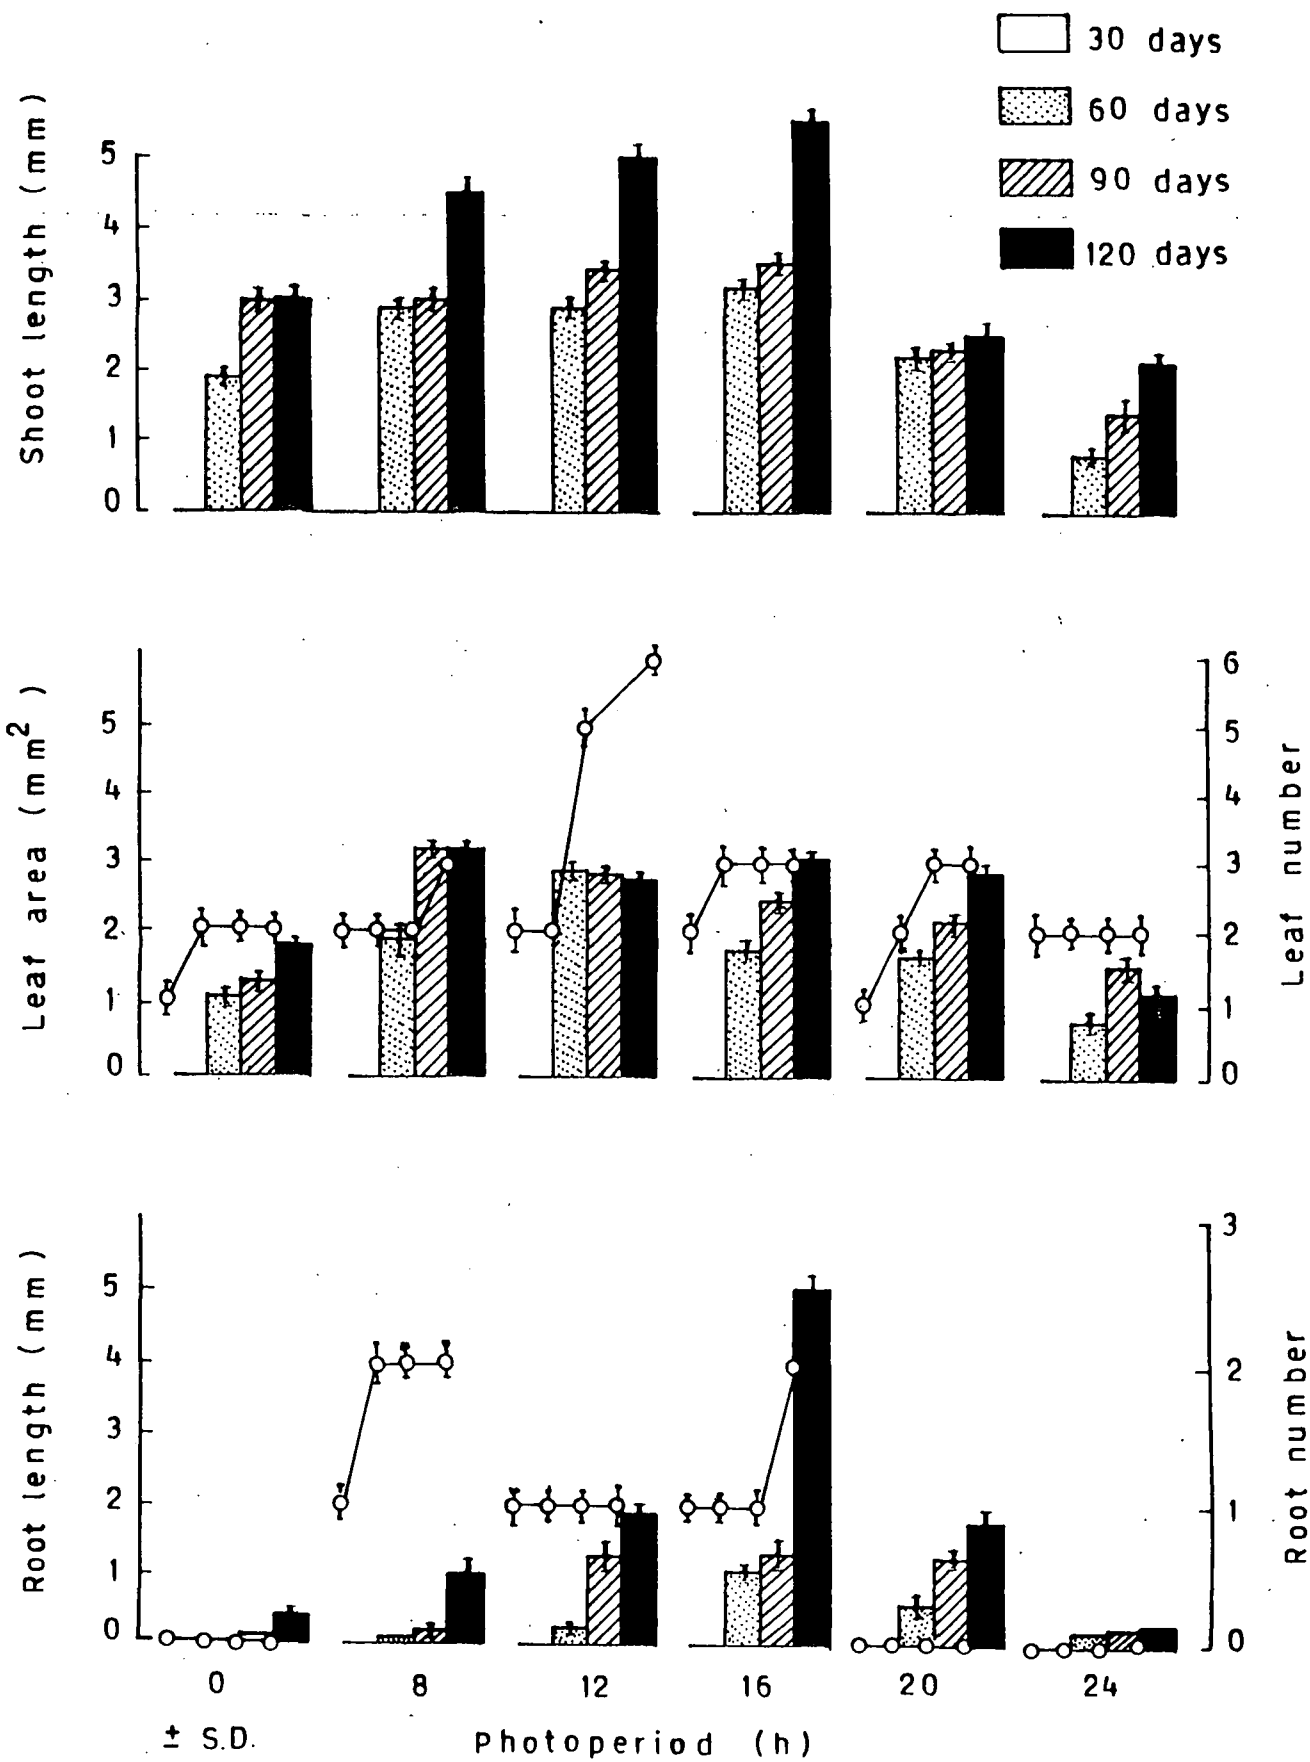 30 days
60 days
90 days
120 days
Shoot length (mm)
5
4
3
2
1
0
Leaf area (mm²)
5
4
3
2
1
0
Leaf number
6
5
4
3
2
1
0
Root length (mm)
5
4
3
2
1
0
Root number
3
2
1
0
0 8 12 16 20 24
± S.D. Photoperiod (h)